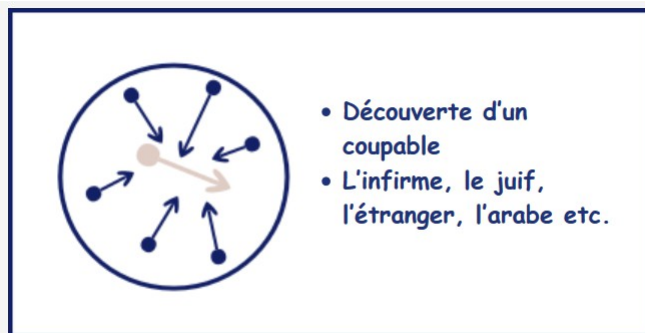 • Découverte d'un
coupable
• L'infirme, le juif,
l'étranger, l'arabe etc.